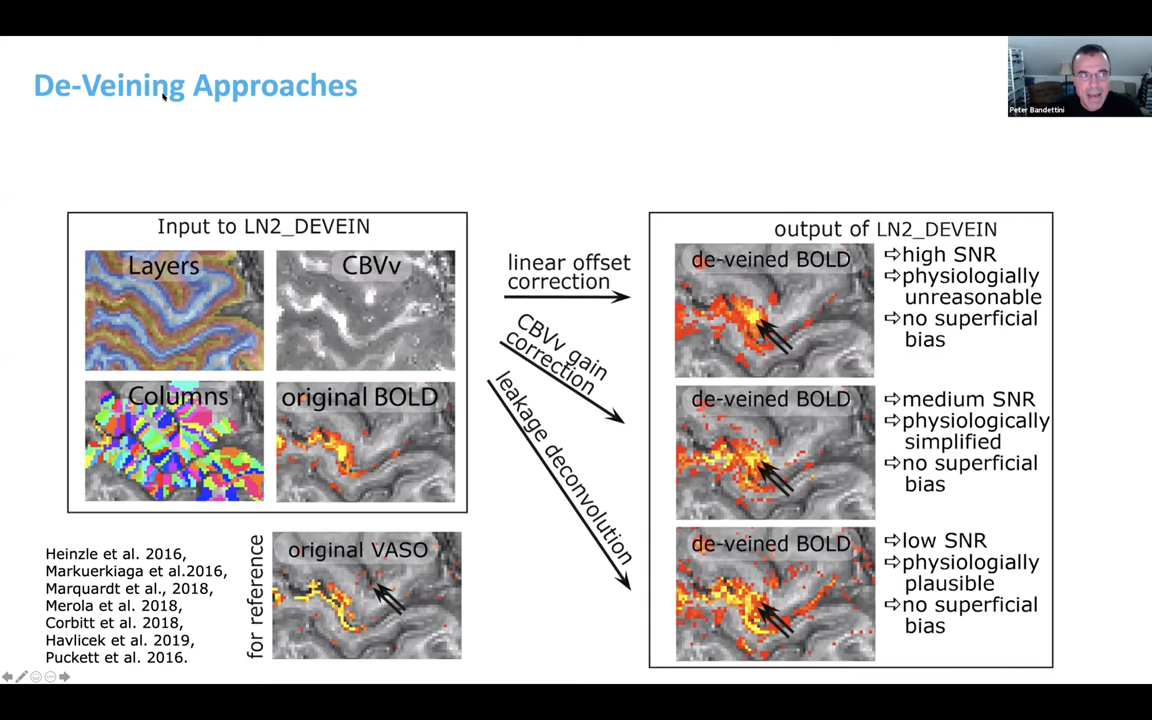 De-Veining Approaches
Peter Bandettini
Input to LN2_DEVEIN
Layers
CBVv
Columns
original BOLD
Heinzle et al. 2016,
Markuerkiaga et al.2016,
Marquardt et al., 2018,
Merola et al. 2018,
Corbitt et al. 2018,
Havlicek et al. 2019,
Puckett et al. 2016.
for reference
original VASO
linear offset
correction
CBVv gain
correction
leakage deconvolution
output of LN2_DEVEIN
de-veined BOLD
⇨high SNR
⇨physiologially
unreasonable
⇨no superficial
bias
de-veined BOLD
⇨medium SNR
⇨physiologically
simplified
⇨no superficial
bias
de-veined BOLD
⇨low SNR
⇨physiologially
plausible
⇨no superficial
bias